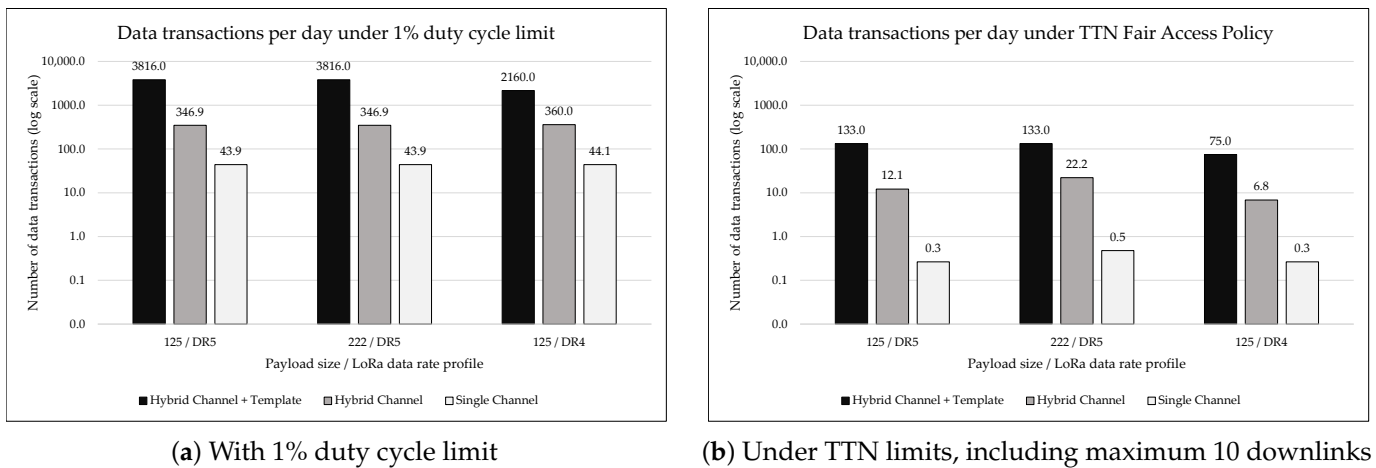 Data transactions per day under 1% duty cycle limit
Number of data transactions (log scale)
10,000.0
1000.0
100.0
10.0
1.0
0.1
0.0
3816.0
346.9
43.9
3816.0
346.9
43.9
2160.0
360.0
44.1
125 / DR5
222 / DR5
125 / DR4
Payload size / LoRa data rate profile
Hybrid Channel + Template
Hybrid Channel
Single Channel
(a) With 1% duty cycle limit
Data transactions per day under TTN Fair Access Policy
Number of data transactions (log scale)
10,000.0
1000.0
100.0
10.0
1.0
0.1
0.0
133.0
12.1
0.3
133.0
22.2
0.5
75.0
6.8
0.3
125 / DR5
222 / DR5
125 / DR4
Payload size / LoRa data rate profile
Hybrid Channel + Template
Hybrid Channel
Single Channel
(b) Under TTN limits, including maximum 10 downlinks